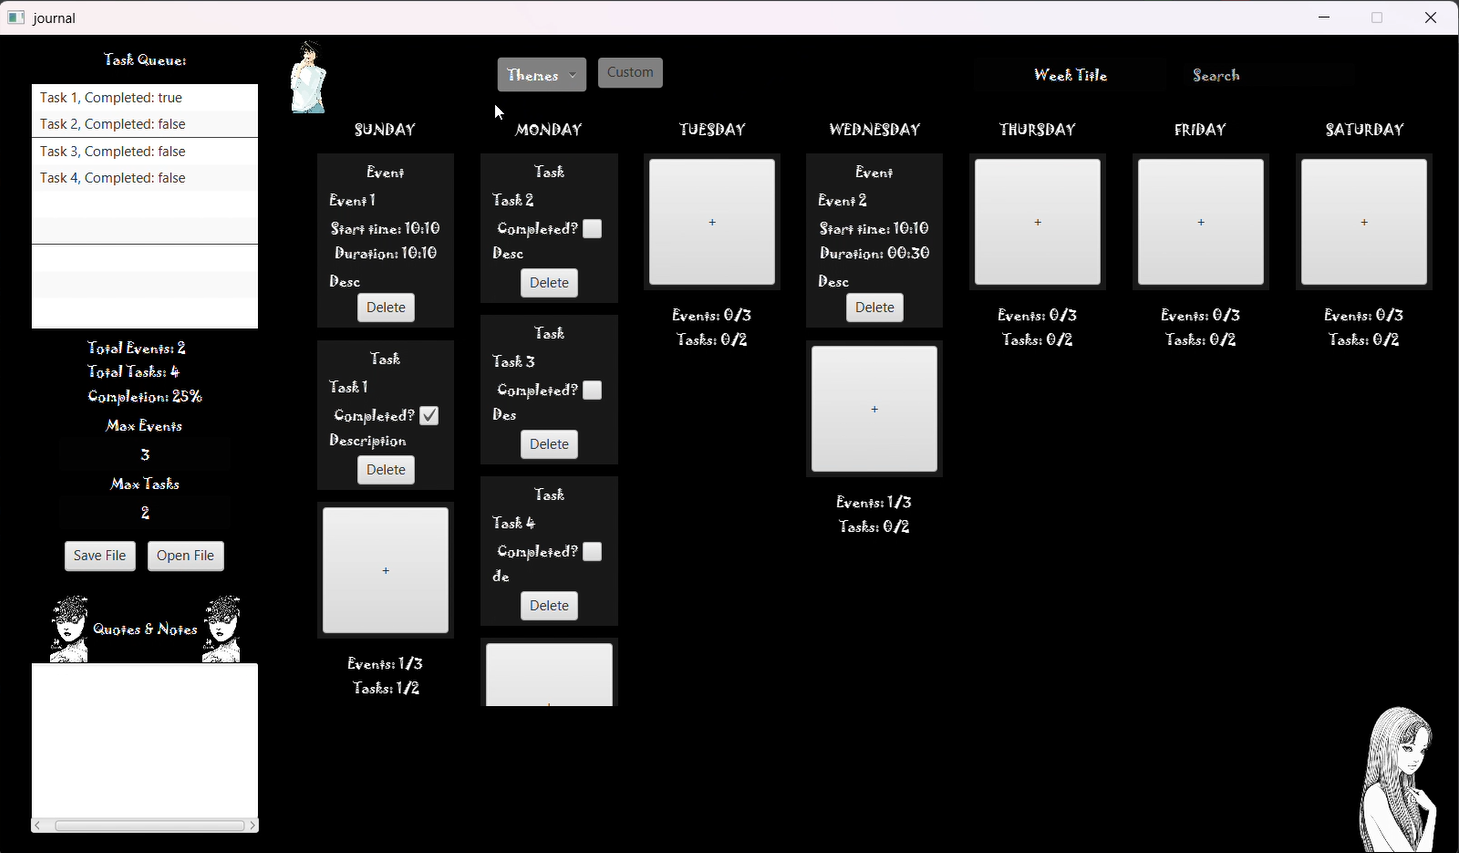 journal
Task Queue:
Task 1, Completed: true
Task 2, Completed: false
Task 3, Completed: false
Task 4, Completed: false
Total Events: 2
Total Tasks: 4
Completion: 25%
Max Events
3
Max Tasks
2
Save File Open File
Quotes & Notes
Themes Custom
Week Title Search
SUNDAY
Event
Event 1
Start time: 10:10
Duration: 10:10
Desc
Delete
Task
Task 1
Completed?
Description
Delete
+
Events: 1/3
Tasks: 1/2
MONDAY
Task
Task 2
Completed?
Desc
Delete
Task
Task 3
Completed?
Des
Delete
Task
Task 4
Completed?
de
Delete
TUESDAY
+
Events: 0/3
Tasks: 0/2
WEDNESDAY
Event
Event 2
Start time: 10:10
Duration: 00:30
Desc
Delete
+
Events: 1/3
Tasks: 0/2
THURSDAY
+
Events: 0/3
Tasks: 0/2
FRIDAY
+
Events: 0/3
Tasks: 0/2
SATURDAY
+
Events: 0/3
Tasks: 0/2